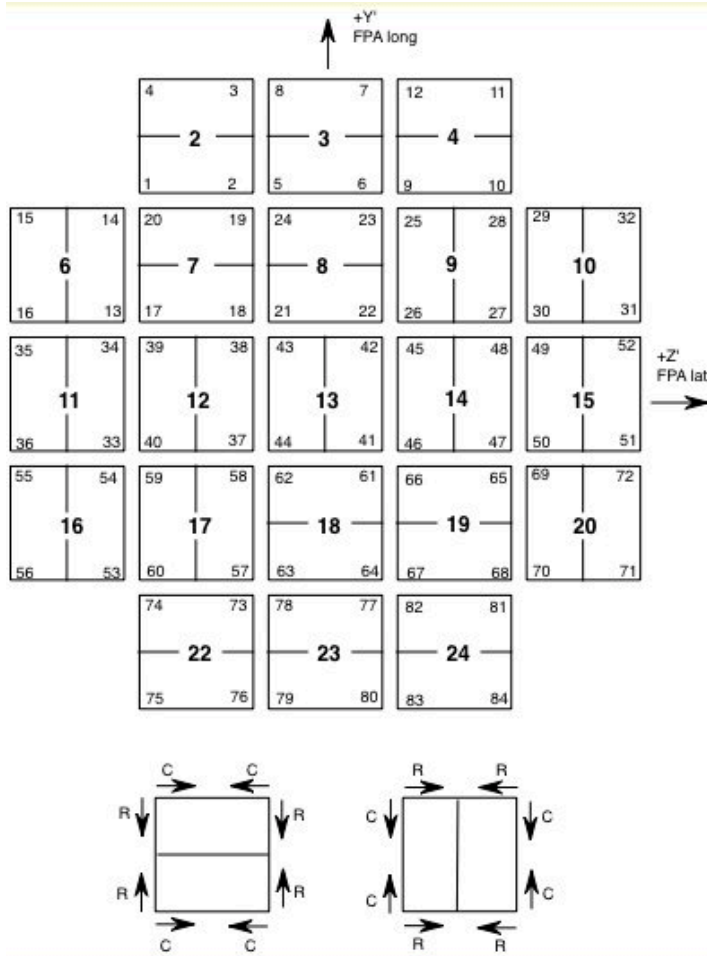 +Y'
FPA long
4 3 8 7 12 11
2 3 4
1 2 5 6 9 10
15 14 20 19 24 23 25 28 29 32
6 7 8 9 10
16 13 17 18 21 22 26 27 30 31
35 34 39 38 43 42 45 48 49 52
+Z'
FPA lat
11 12 13 14 15
36 33 40 37 44 41 46 47 50 51
55 54 59 58 62 61 66 65 69 72
16 17 18 19 20
56 53 60 57 63 64 67 68 70 71
74 73 78 77 82 81
22 23 24
75 76 79 80 83 84
C C R R
R R C C
R R C C
C C R R